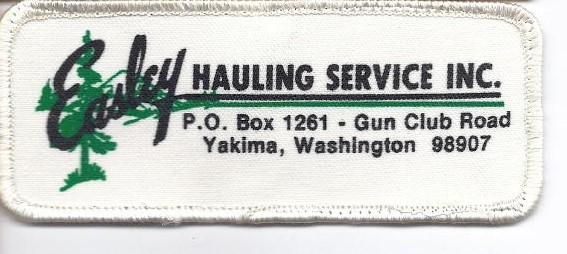 Easley HAULING SERVICE INC.
P.O. Box 1261 - Gun Club Road
Yakima, Washington 98907